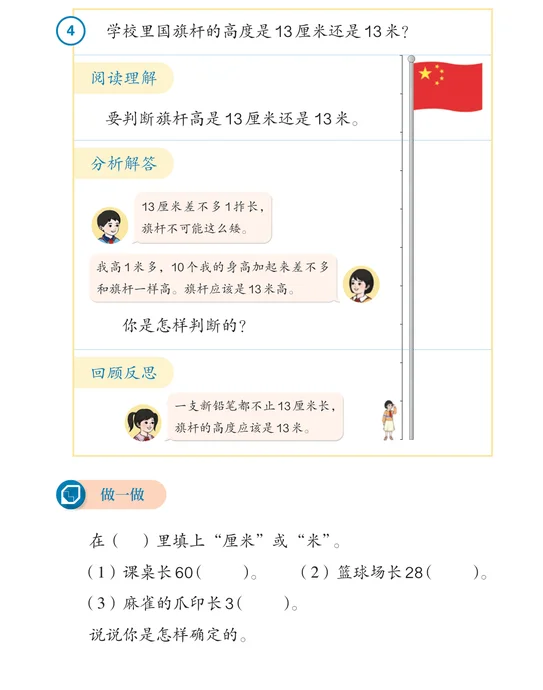 4 学校里国旗杆的高度是13厘米还是13米？
阅读理解
要判断旗杆高是13厘米还是13米。
分析解答
13厘米差不多1拃长，
旗杆不可能这么矮。
我高1米多，10个我的身高加起来差不多
和旗杆一样高。旗杆应该是13米高。
你是怎样判断的？
回顾反思
一支新铅笔都不止13厘米长，
旗杆的高度应该是13米。
做一做
在（　）里填上“厘米”或“米”。
（1）课桌长60（　　）。 （2）篮球场长28（　　）。
（3）麻雀的爪印长3（　　）。
说说你是怎样确定的。